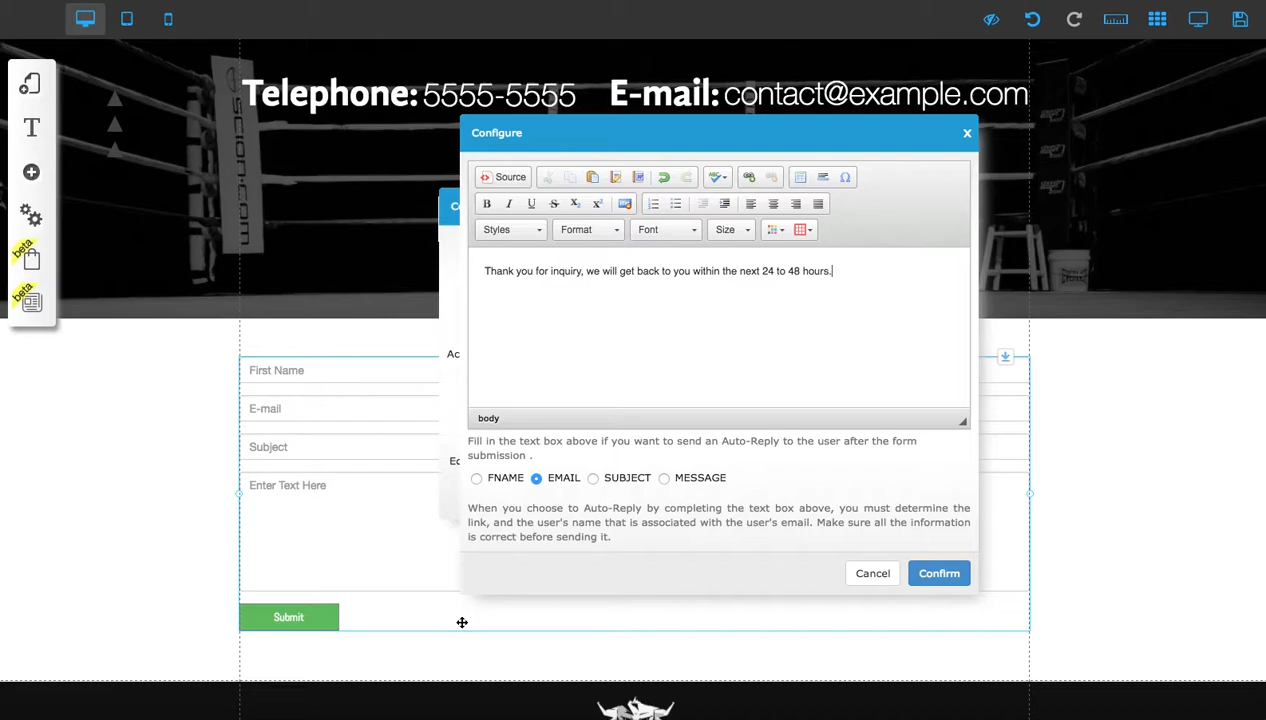 Telephone: 5555-5555 E-mail: contact@example.com
SCION.COM
beta
beta
Configure x
Source
B I U S x₂ x²
Styles Format Font Size
Thank you for inquiry, we will get back to you within the next 24 to 48 hours.
body
Fill in the text box above if you want to send an Auto-Reply to the user after the form
submission .
FNAME EMAIL SUBJECT MESSAGE
When you choose to Auto-Reply by completing the text box above, you must determine the
link, and the user's name that is associated with the user's email. Make sure all the information
is correct before sending it.
Cancel Confirm
First Name
E-mail
Subject
Enter Text Here
Submit